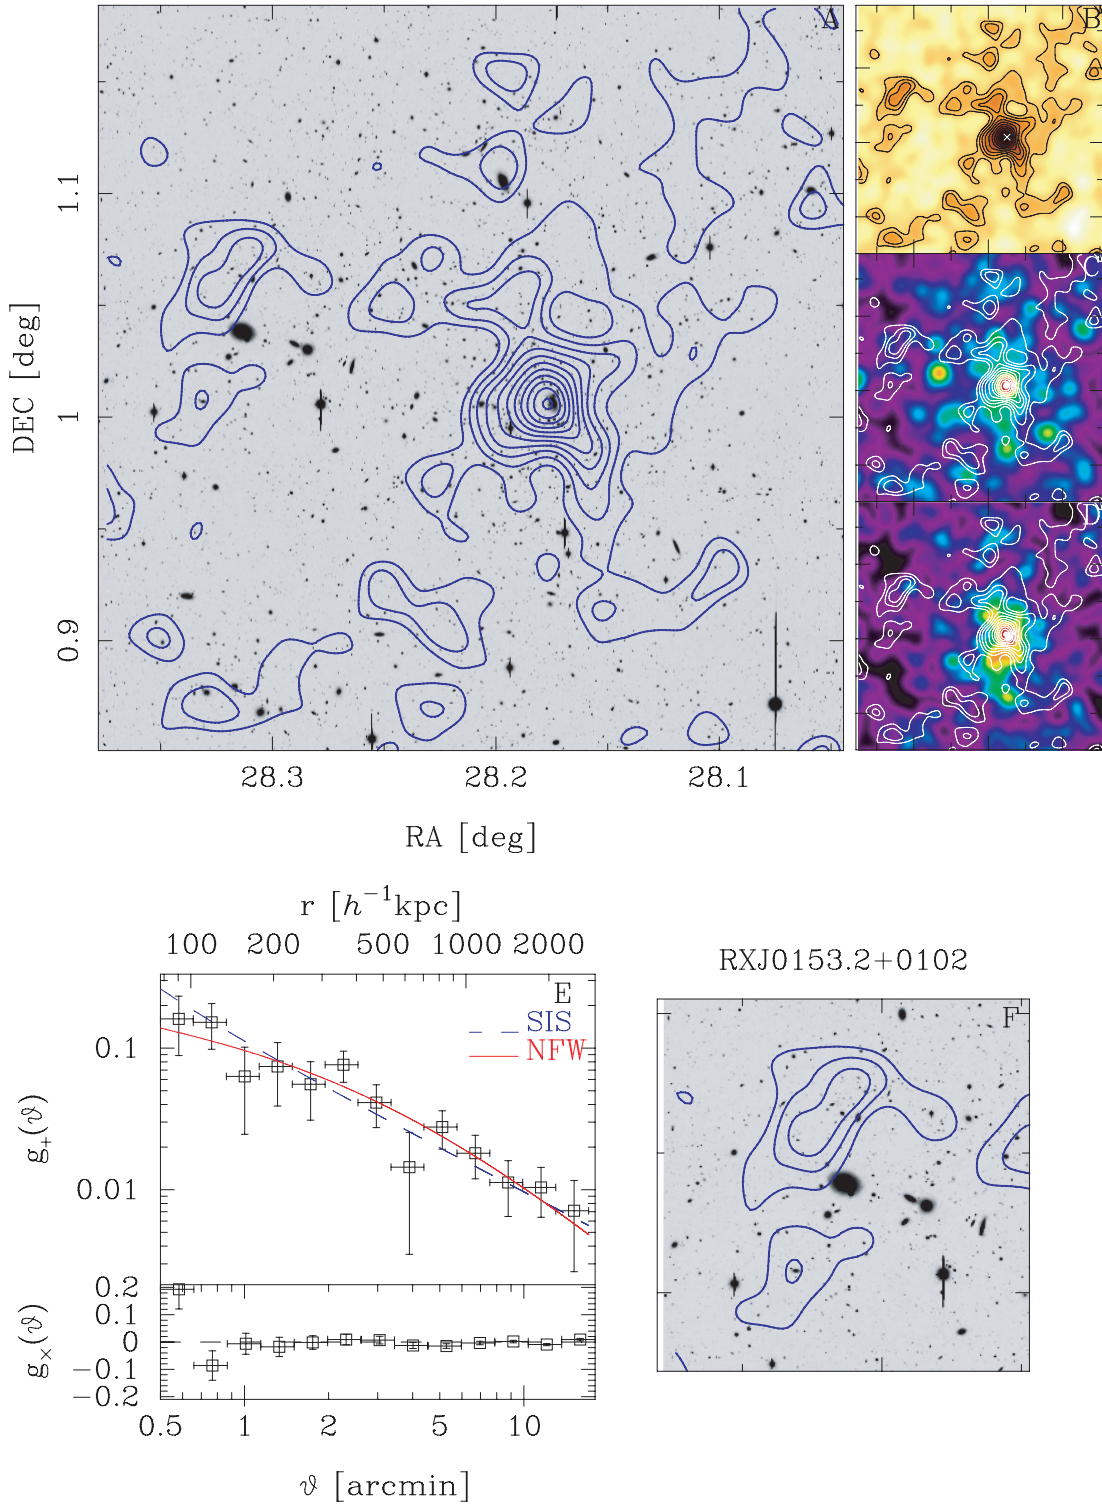 A
B
C
D
1.1
1
0.9
DEC [deg]
28.3 28.2 28.1
RA [deg]
r [h⁻¹kpc]
100 200 500 1000 2000
E
SIS
NFW
0.1
0.01
g₊(ϑ)
0.2
0.1
0
−0.1
−0.2
g×(ϑ)
0.5 1 2 5 10
ϑ [arcmin]
RXJ0153.2+0102
F